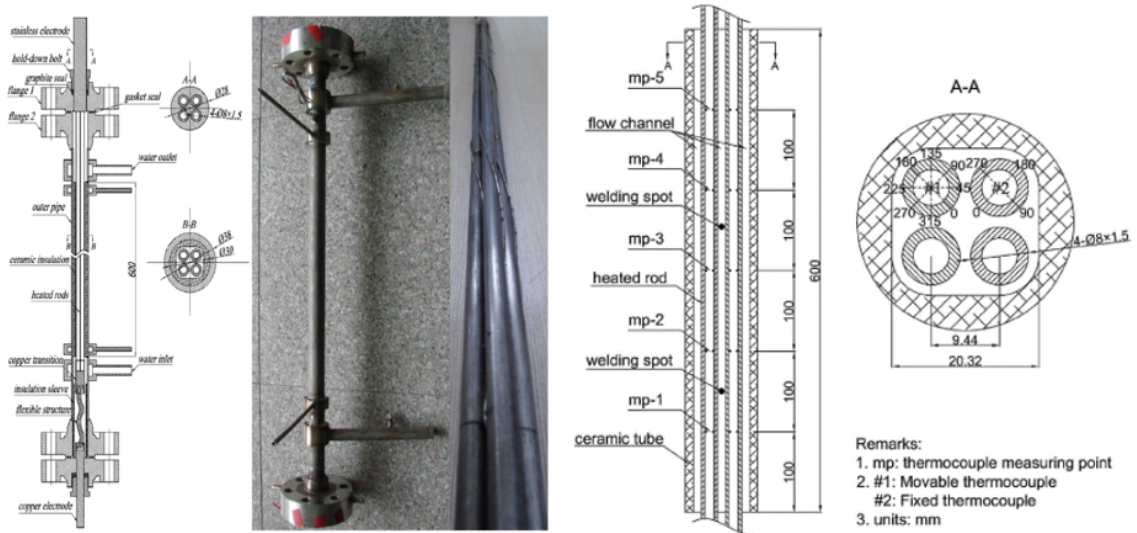 stainless electrode
hold-down bolt
graphite seal
flange 1
flange 2
gasket seal
water outlet
outer pipe
ceramic insulation
heated rods
copper transition
water inlet
insulation sleeve
flexible structure
copper electrode
A
A
B
B
600
A-A
Ø28
4-Ø8×1.5
B-B
Ø38
Ø30
A
A
mp-5
flow channel
mp-4
welding spot
mp-3
heated rod
mp-2
welding spot
mp-1
ceramic tube
100
100
100
100
100
600
A-A
135
180
90
225
#1
45
270
0
315
270
180
#2
0
90
4-Ø8×1.5
9.44
20.32
Remarks:
1. mp: thermocouple measuring point
2. #1: Movable thermocouple
#2: Fixed thermocouple
3. units: mm